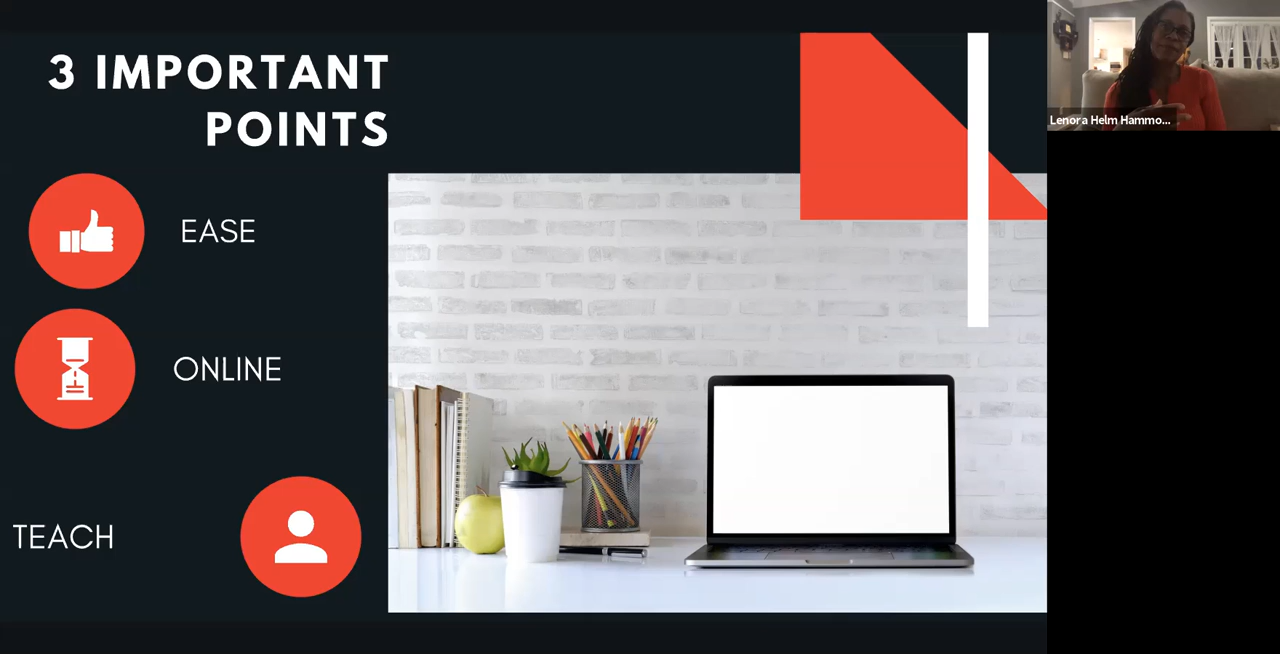 3 IMPORTANT
POINTS
EASE
ONLINE
TEACH
Lenora Helm Hammo...